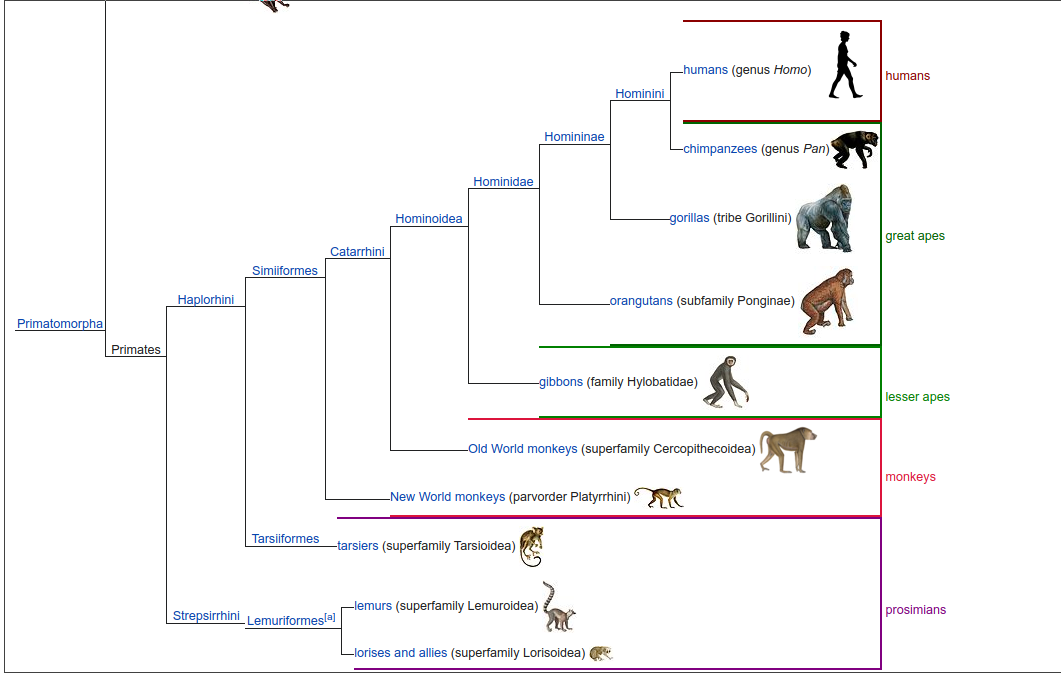 humans (genus Homo)
humans
Hominini
Homininae
chimpanzees (genus Pan)
Hominidae
gorillas (tribe Gorillini)
great apes
Hominoidea
Catarrhini
Simiiformes
orangutans (subfamily Ponginae)
Haplorhini
Primatomorpha
Primates
gibbons (family Hylobatidae)
lesser apes
Old World monkeys (superfamily Cercopithecoidea)
monkeys
New World monkeys (parvorder Platyrrhini)
Tarsiiformes
tarsiers (superfamily Tarsioidea)
lemurs (superfamily Lemuroidea)
prosimians
Strepsirrhini
Lemuriformes[a]
lorises and allies (superfamily Lorisoidea)